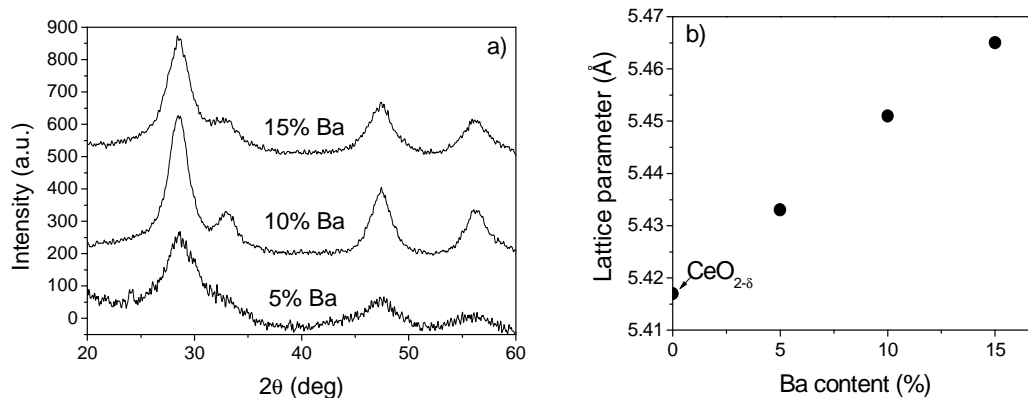 a)
900
800
700
600
500
400
300
200
100
0
Intensity (a.u.)
15% Ba
10% Ba
5% Ba
20 30 40 50 60
2θ (deg)
b)
5.47
5.46
5.45
5.44
5.43
5.42
5.41
Lattice parameter (Å)
CeO2-δ
0 5 10 15
Ba content (%)